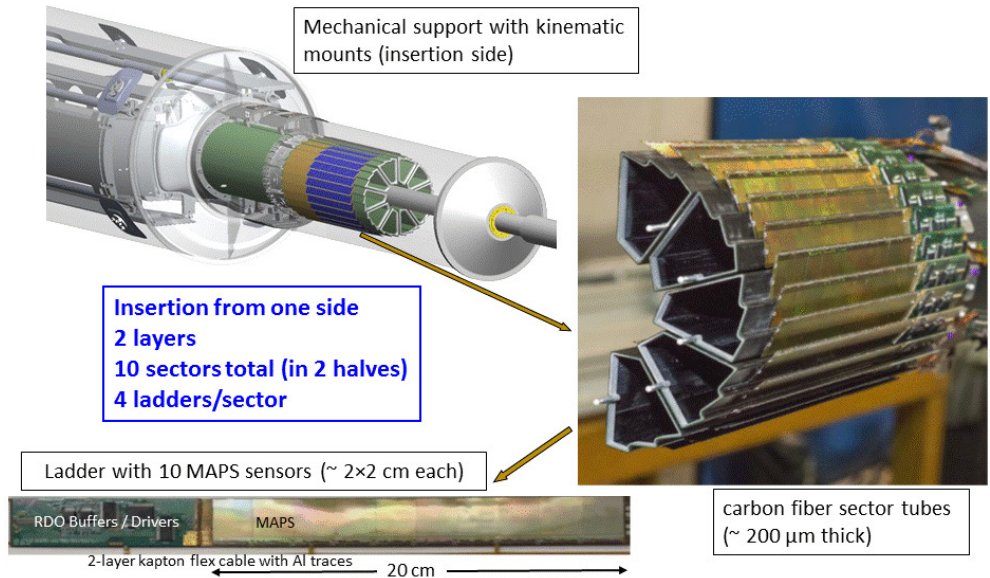 Mechanical support with kinematic
mounts (insertion side)
Insertion from one side
2 layers
10 sectors total (in 2 halves)
4 ladders/sector
Ladder with 10 MAPS sensors (~ 2×2 cm each)
carbon fiber sector tubes
(~ 200 µm thick)
RDO Buffers / Drivers
MAPS
2-layer kapton flex cable with Al traces
20 cm